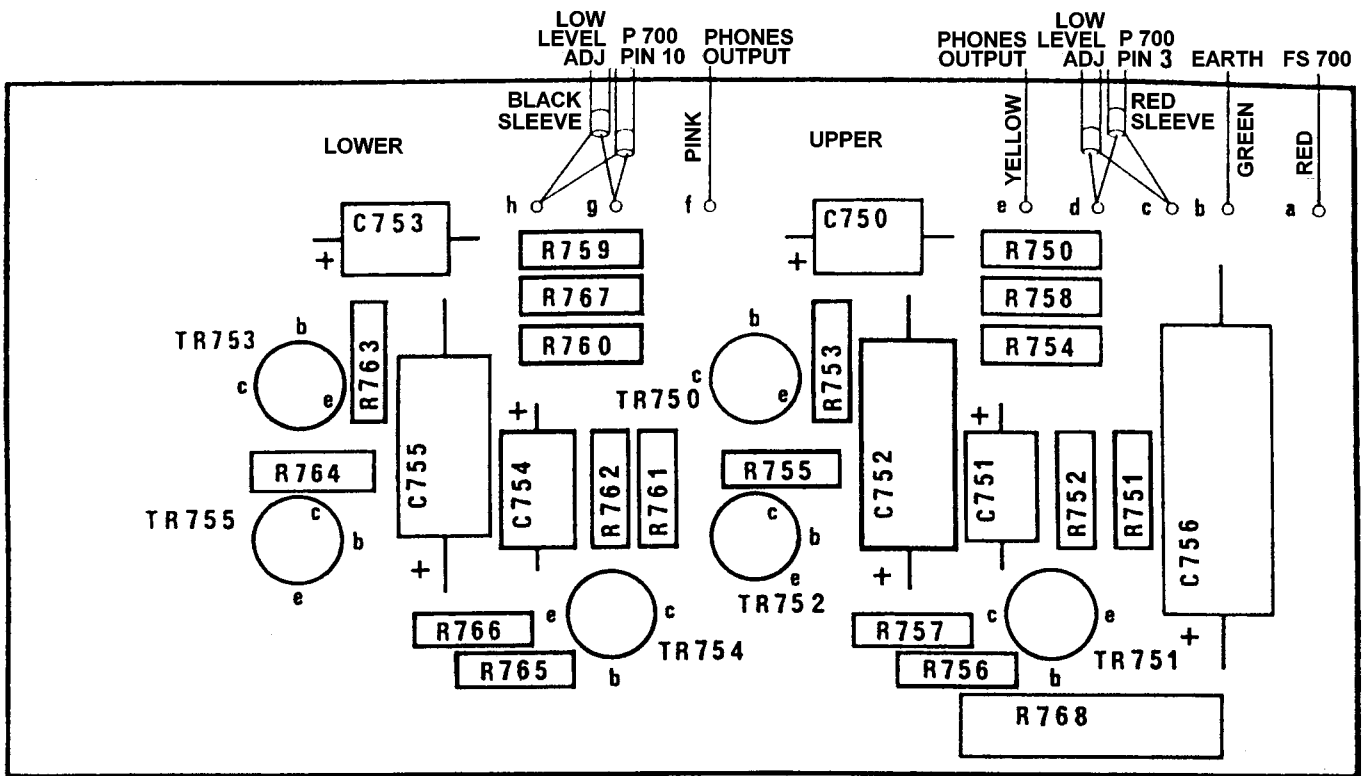 LOW
LEVEL
ADJ
P 700
PIN 10
PHONES
OUTPUT
PHONES
OUTPUT
LOW
LEVEL
ADJ
P 700
PIN 3
EARTH
FS 700
BLACK
SLEEVE
PINK
YELLOW
RED
SLEEVE
GREEN
RED
LOWER
UPPER
h
g
f
e
d
c
b
a
C753
+
R759
R767
R760
C750
+
R750
R758
R754
TR753
b
c
e
R763
C755
+
C754
+
R762
R761
TR750
b
c
e
R753
C752
+
C751
+
R752
R751
C756
+
R764
R755
TR755
c
b
e
TR752
c
b
e
R766
R765
e
c
b
TR754
R757
R756
c
e
b
TR751
R768